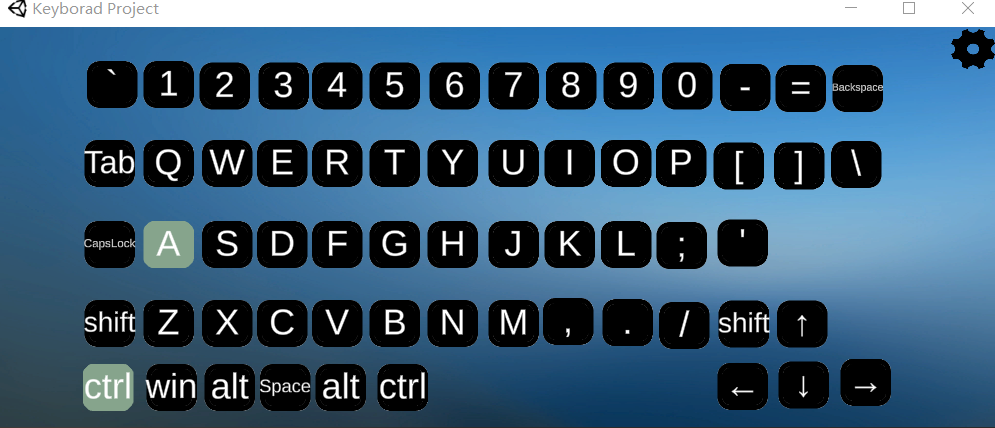 Keyborad Project
` 1 2 3 4 5 6 7 8 9 0 - = Backspace
Tab Q W E R T Y U I O P [ ] \
CapsLock A S D F G H J K L ; '
shift Z X C V B N M , . / shift ↑
ctrl win alt Space alt ctrl ← ↓ →